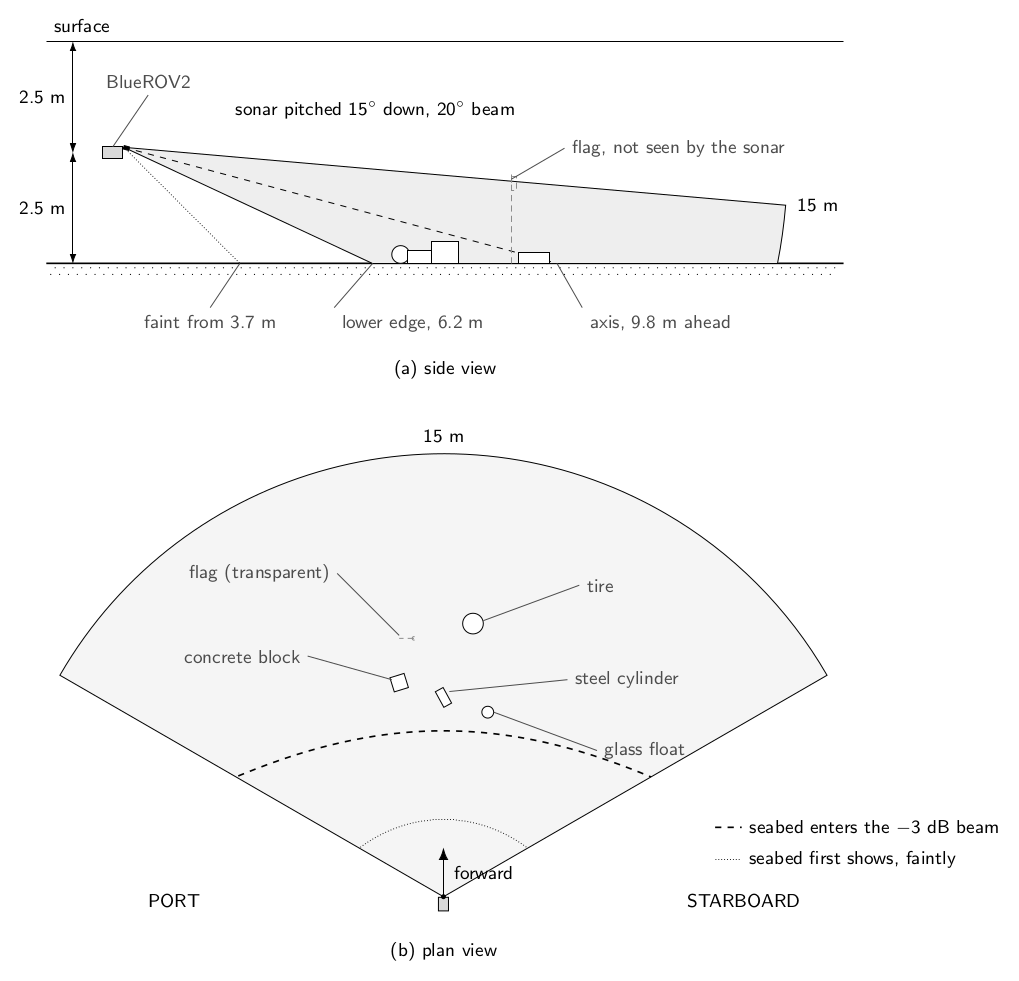 surface
BlueROV2
2.5 m
sonar pitched 15° down, 20° beam
flag, not seen by the sonar
2.5 m
15 m
faint from 3.7 m
lower edge, 6.2 m
axis, 9.8 m ahead
(a) side view
15 m
flag (transparent)
tire
concrete block
steel cylinder
glass float
seabed enters the −3 dB beam
seabed first shows, faintly
forward
PORT
STARBOARD
(b) plan view